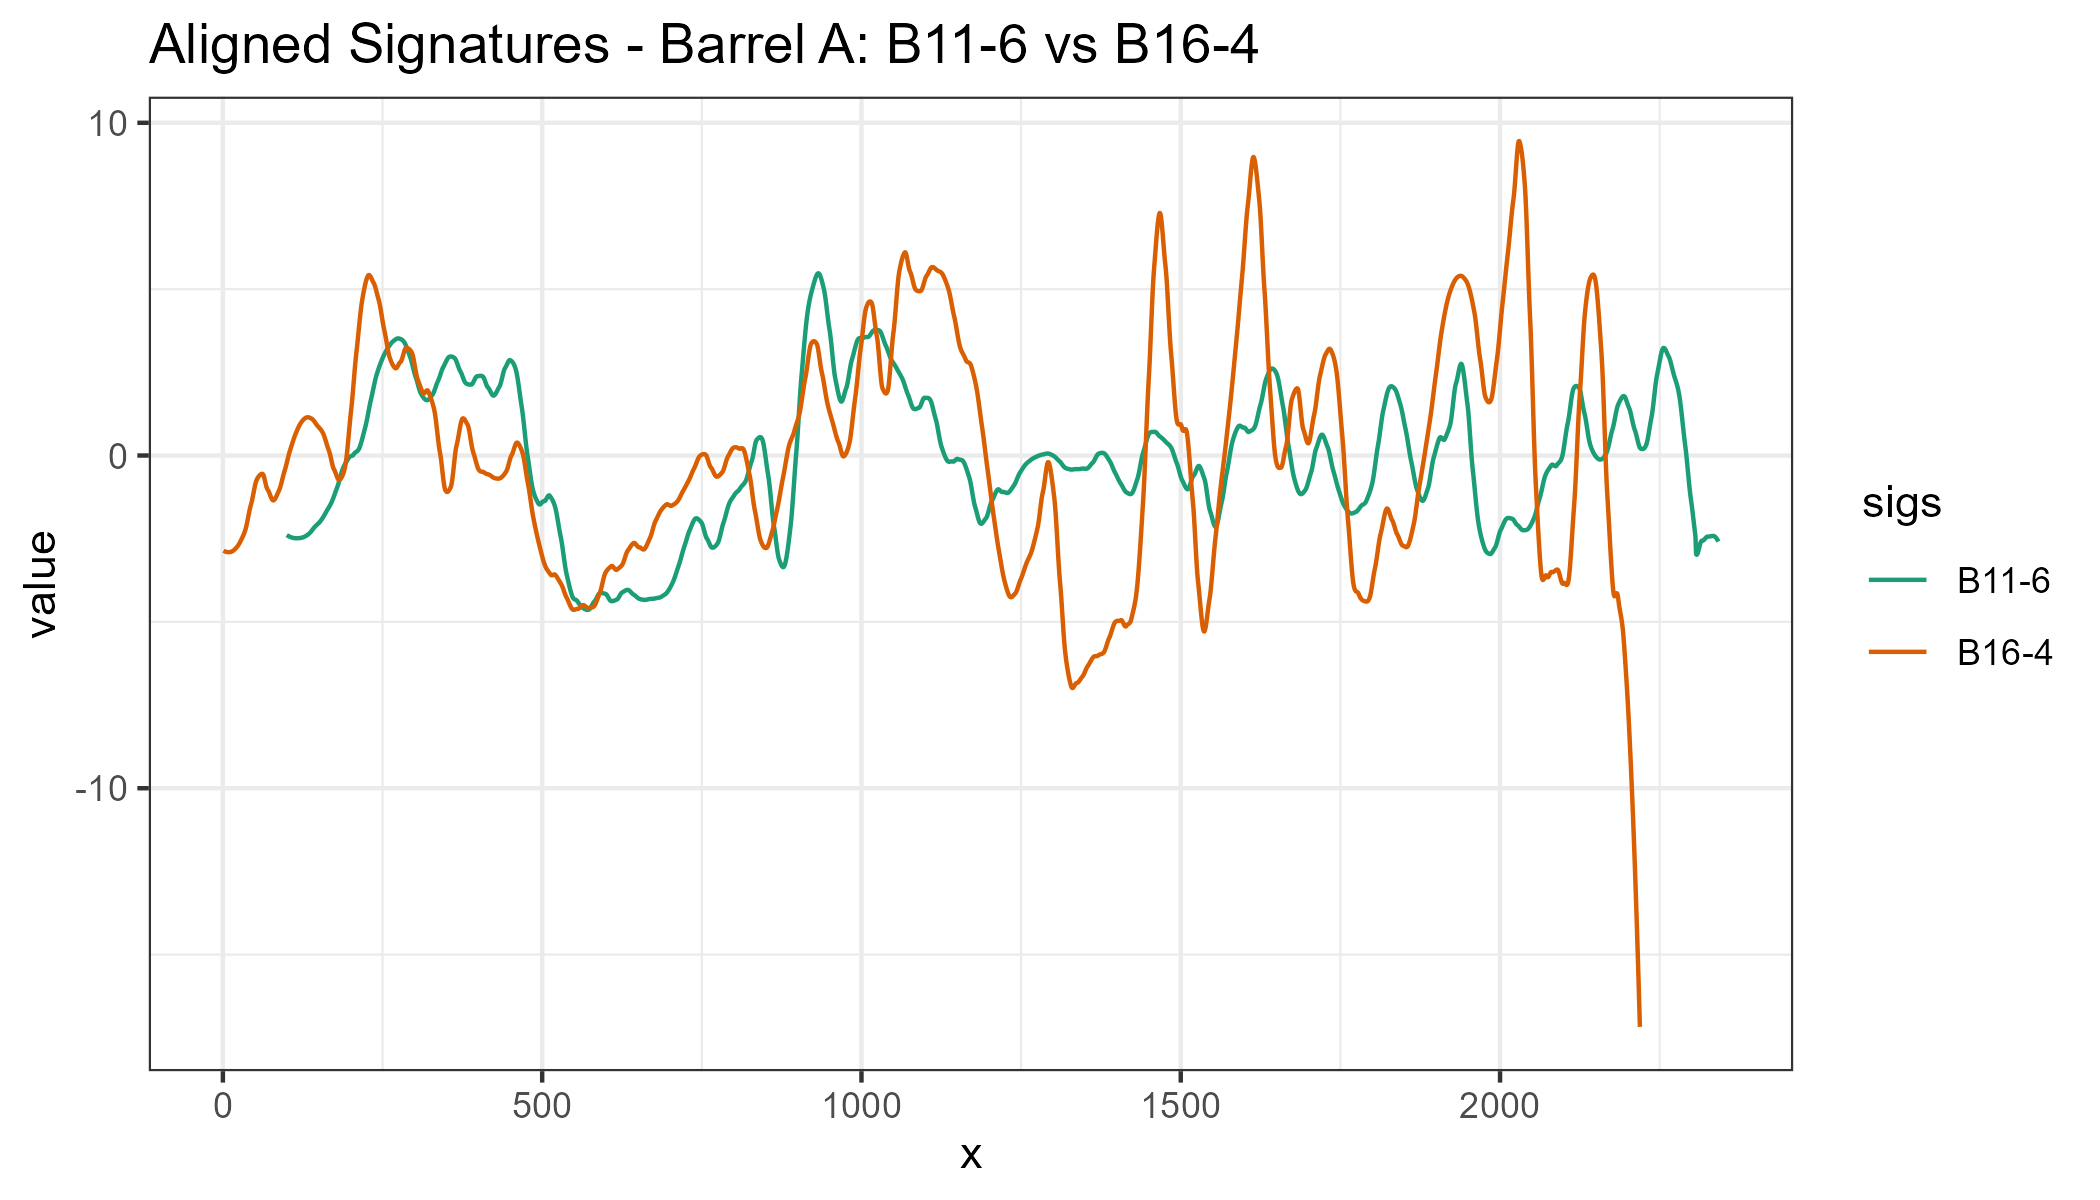 Aligned Signatures - Barrel A: B11-6 vs B16-4
10
0
-10
value
0 500 1000 1500 2000
x
sigs
B11-6
B16-4